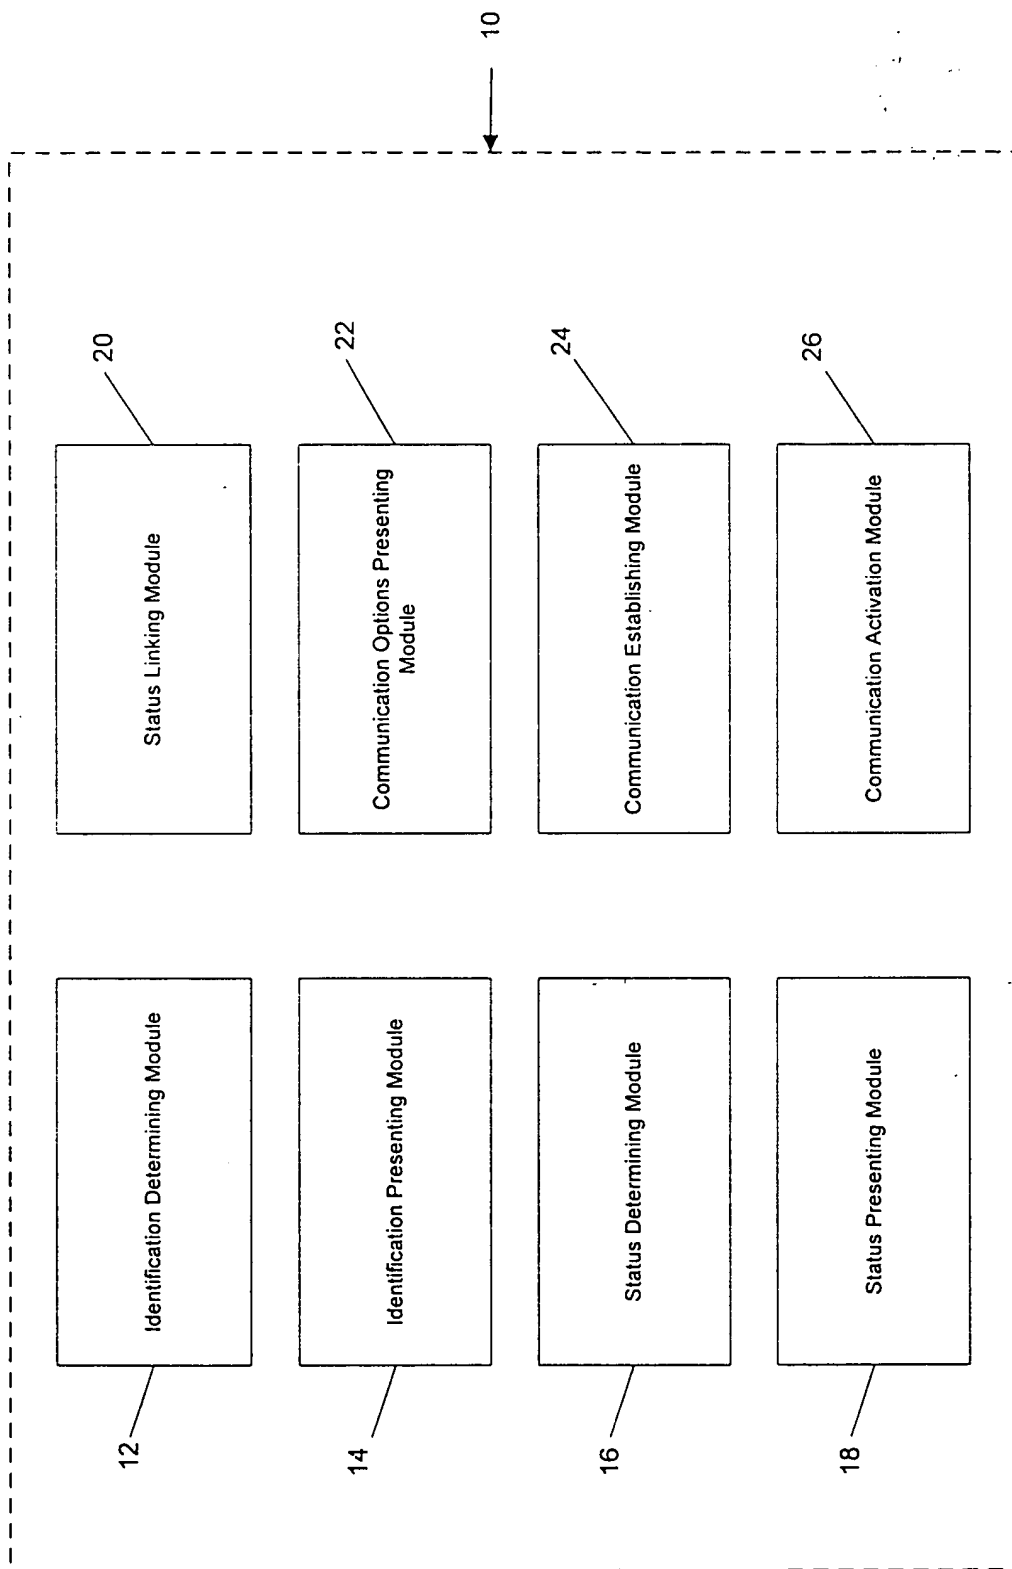 10
12
Identification Determining Module
20
Status Linking Module
14
Identification Presenting Module
22
Communication Options Presenting
Module
16
Status Determining Module
24
Communication Establishing Module
18
Status Presenting Module
26
Communication Activation Module